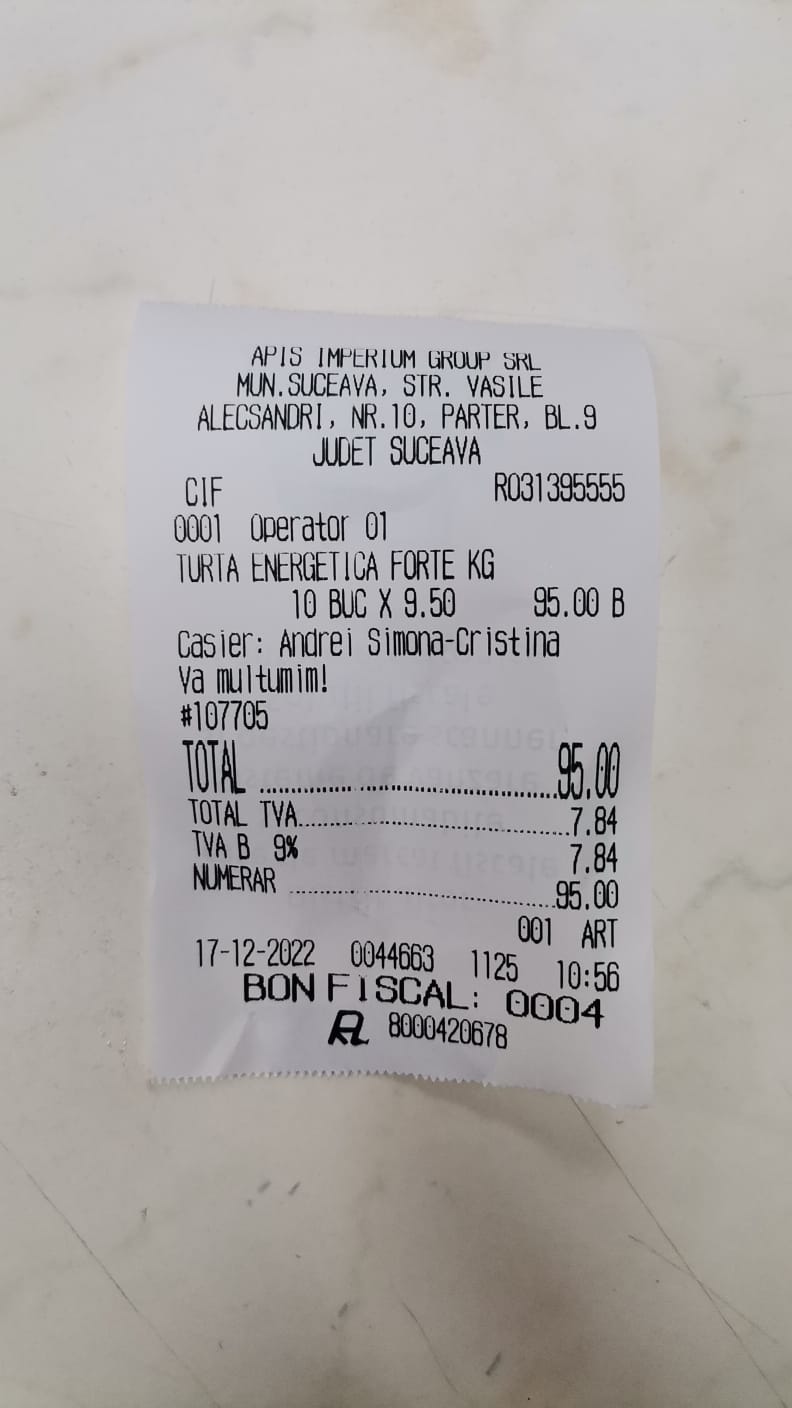 APIS IMPERIUM GROUP SRL
MUN.SUCEAVA, STR. VASILE
ALECSANDRI, NR.10, PARTER, BL.9
JUDET SUCEAVA
CIF RO31395555
0001 Operator 01
TURTA ENERGETICA FORTE KG
10 BUC X 9.50 95.00 B
Casier: Andrei Simona-Cristina
Va multumim!
#107705
TOTAL ........................................ 95.00
TOTAL TVA........................................7.84
TVA B 9% 7.84
NUMERAR ........................................95.00
001 ART
17-12-2022 0044663 1125 10:56
BON FISCAL: 0004
8000420678